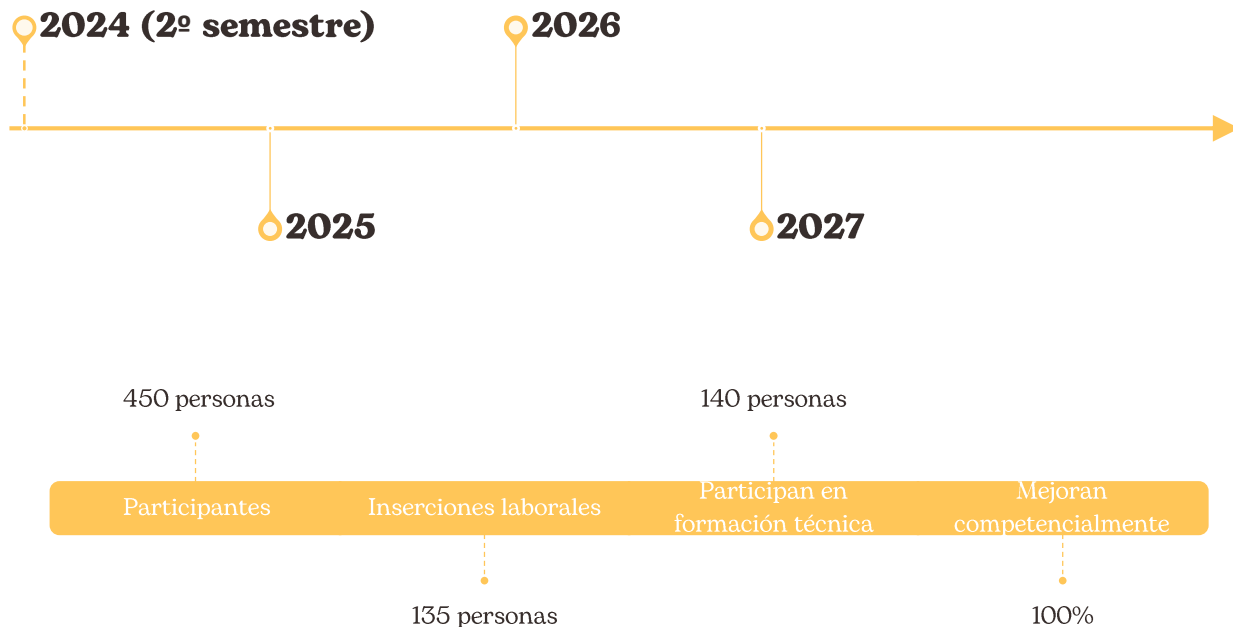 2024 (2º semestre)
2026
2025
2027
450 personas
140 personas
Participantes
Inserciones laborales
Participan en
formación técnica
Mejoran
competencialmente
135 personas
100%